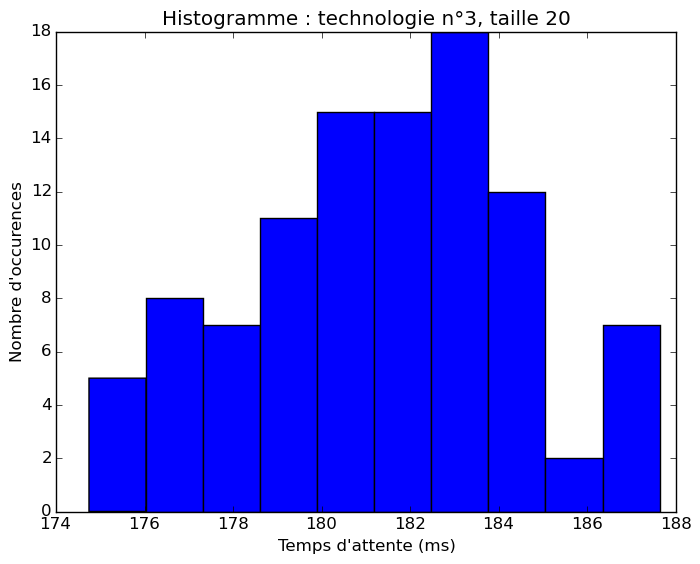 Histogramme : technologie n°3, taille 20
Nombre d'occurences
18
16
14
12
10
8
6
4
2
0
174 176 178 180 182 184 186 188
Temps d'attente (ms)